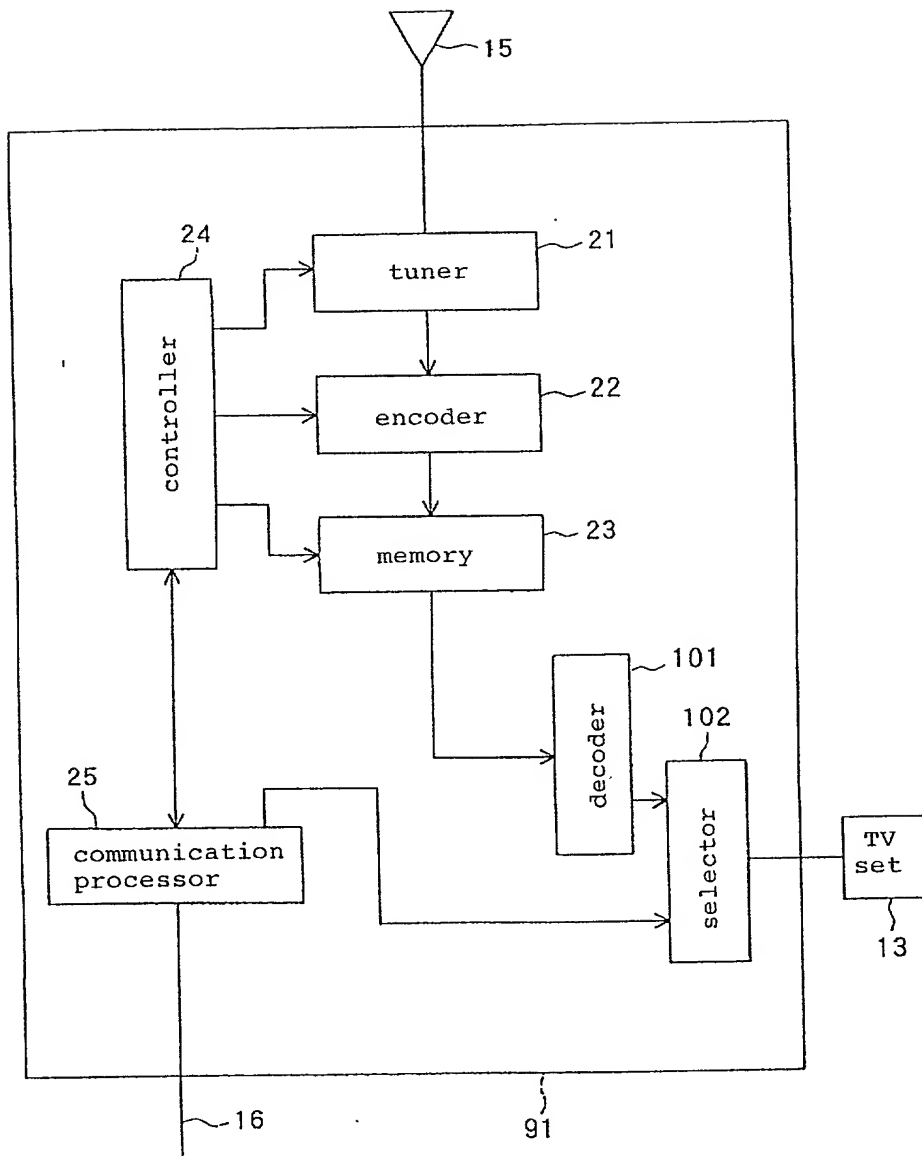 15
24
21
tuner
controller
22
encoder
23
memory
101
decoder
102
selector
25
communication
processor
TV
set
13
16
91